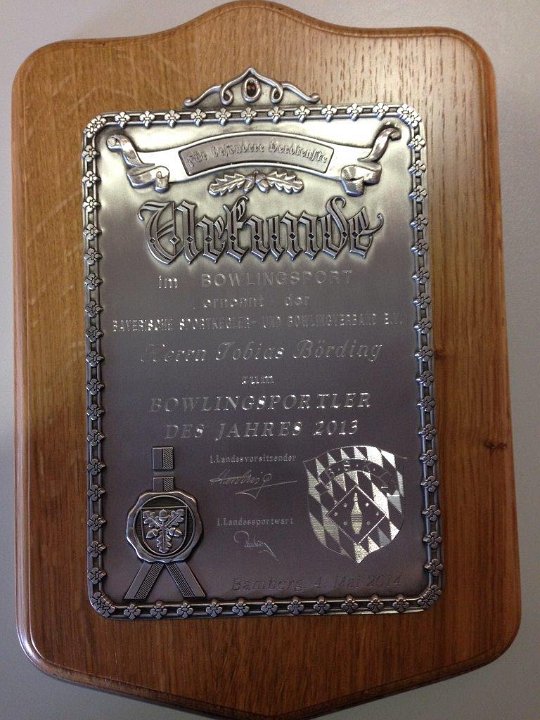 Für besondere Verdienste
Urkunde
im BOWLINGSPORT
ernennt der
BAYERISCHE SPORTKEGLER- UND BOWLINGVERBAND E.V.
Herrn Tobias Börding
zum
BOWLINGSPORTLER
DES JAHRES 2013
1.Landesvorsitzender
1.Landessportwart
Bamberg, 4. Mai 2014